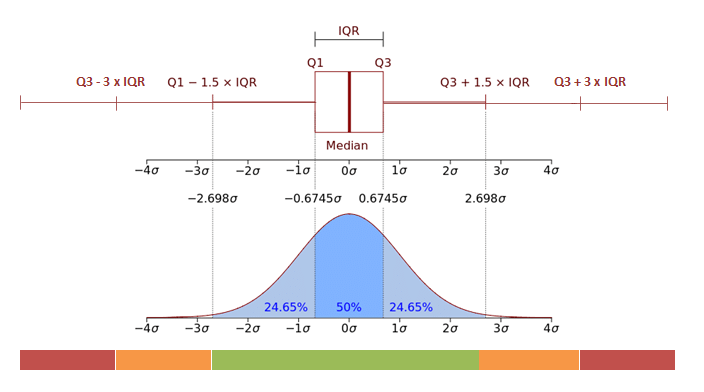 IQR
Q1 Q3
Q3 - 3 x IQR Q1 − 1.5 × IQR Q3 + 1.5 × IQR Q3 + 3 x IQR
Median
−4σ −3σ −2σ −1σ 0σ 1σ 2σ 3σ 4σ
−2.698σ −0.6745σ 0.6745σ 2.698σ
24.65% 50% 24.65%
−4σ −3σ −2σ −1σ 0σ 1σ 2σ 3σ 4σ